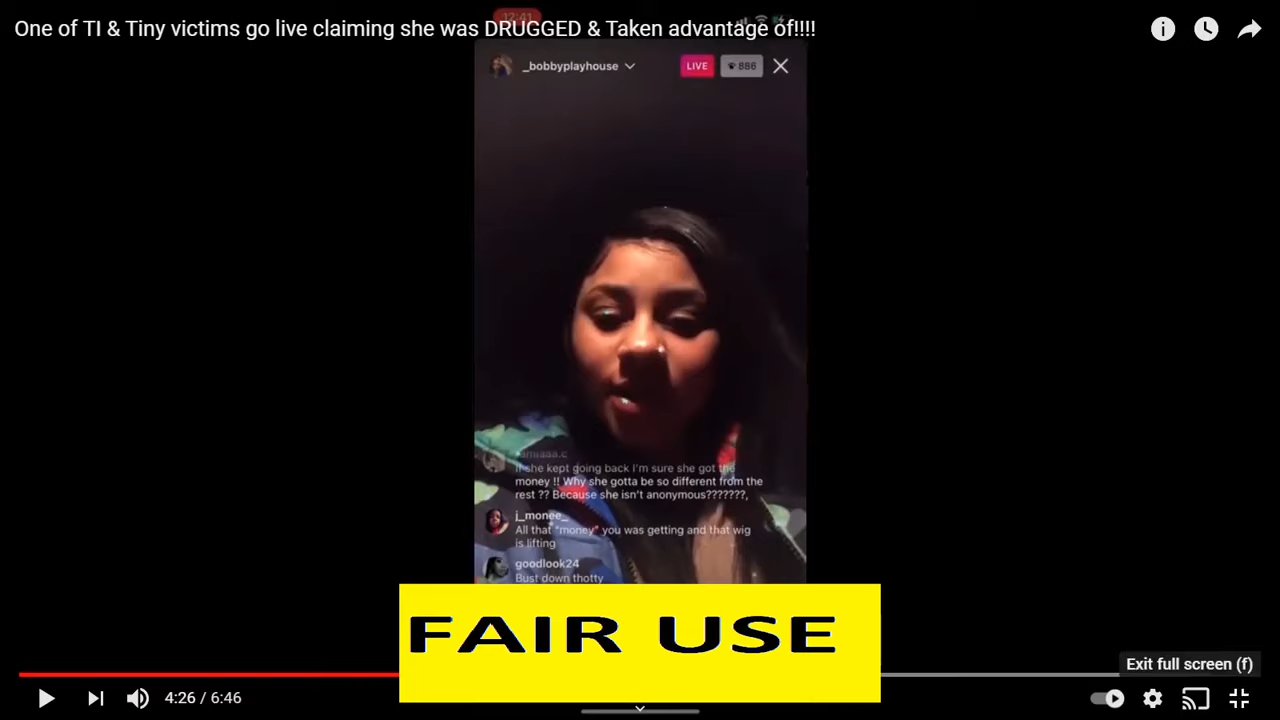 12:41
One of TI & Tiny victims go live claiming she was DRUGGED & Taken advantage of!!!!
_bobbyplayhouse
LIVE
886
If she kept going back I'm sure she got the
money !! Why she gotta be so different from the
rest ?? Because she isn't anonymous???????,
j_monee_
All that "money" you was getting and that wig
is lifting
goodlook24
Bust down thotty
FAIR USE
Exit full screen (f)
4:26 / 6:46